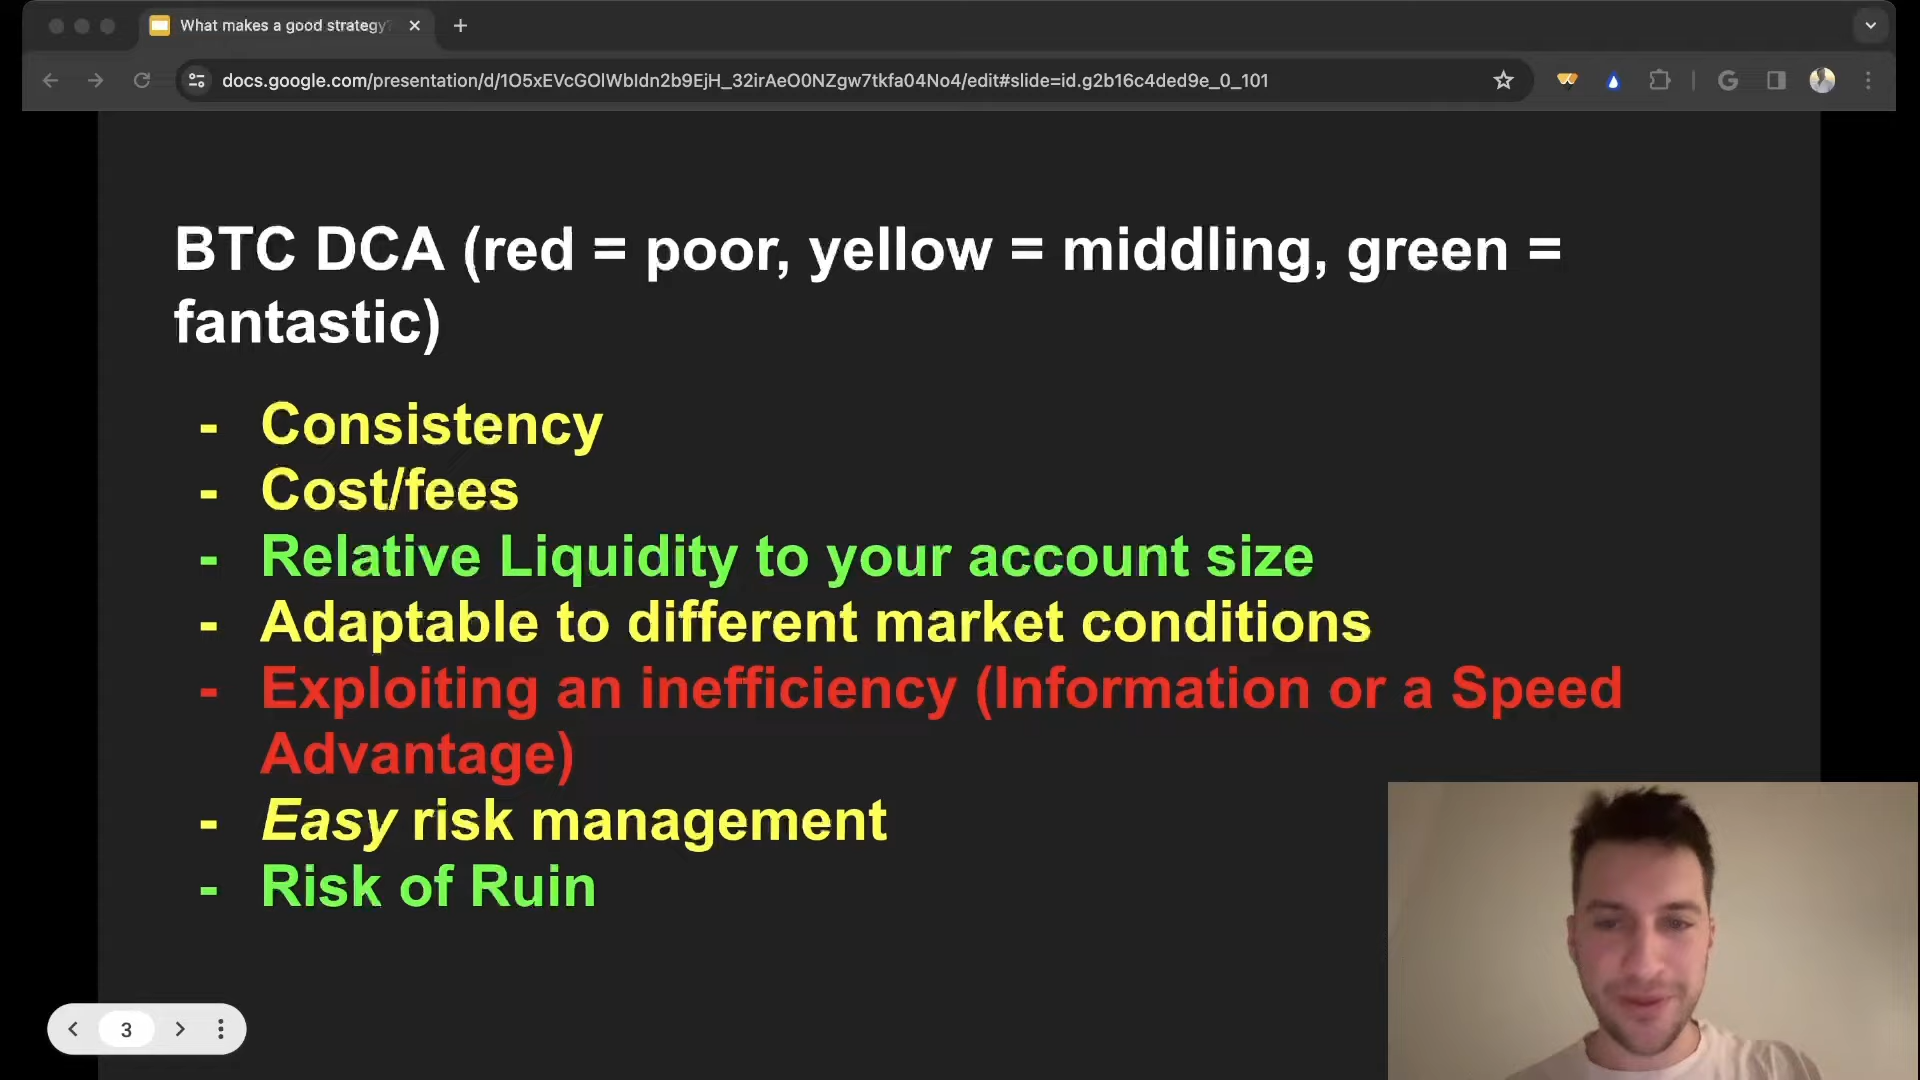 What makes a good strategy?
docs.google.com/presentation/d/1O5xEVcGOlWbIdn2b9EjH_32irAeO0NZgw7tkfa04No4/edit#slide=id.g2b16c4ded9e_0_101
BTC DCA (red = poor, yellow = middling, green =
fantastic)
- Consistency
- Cost/fees
- Relative Liquidity to your account size
- Adaptable to different market conditions
- Exploiting an inefficiency (Information or a Speed
Advantage)
- Easy risk management
- Risk of Ruin
3